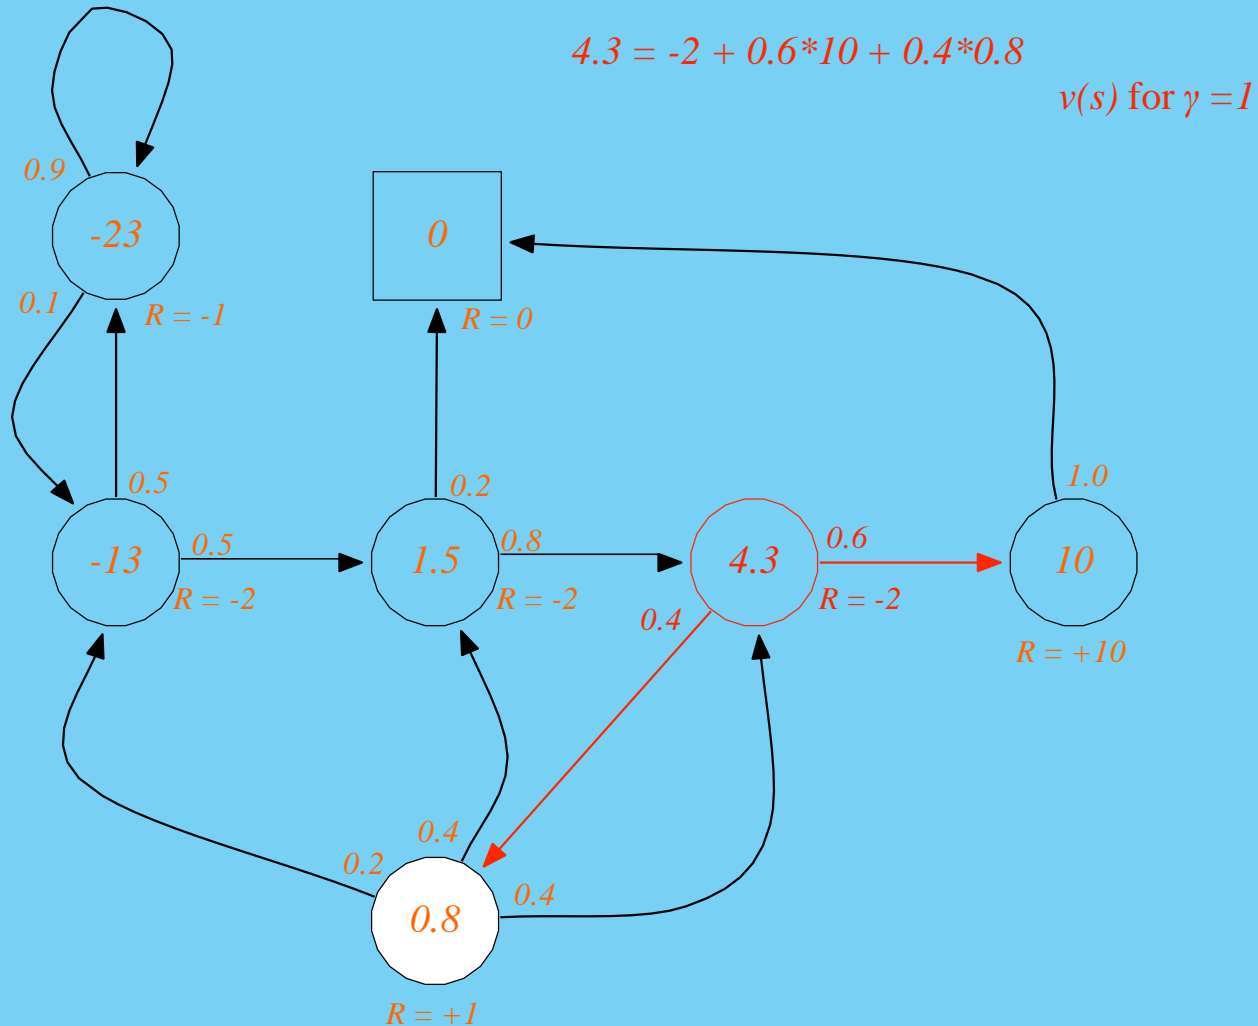 4.3 = -2 + 0.6*10 + 0.4*0.8
v(s) for γ =1
0.9
-23
0
0.1
R = -1
R = 0
0.5
0.2
1.0
-13
0.5
1.5
0.8
4.3
0.6
10
R = -2
R = -2
0.4
R = -2
R = +10
0.4
0.2
0.4
0.8
R = +1